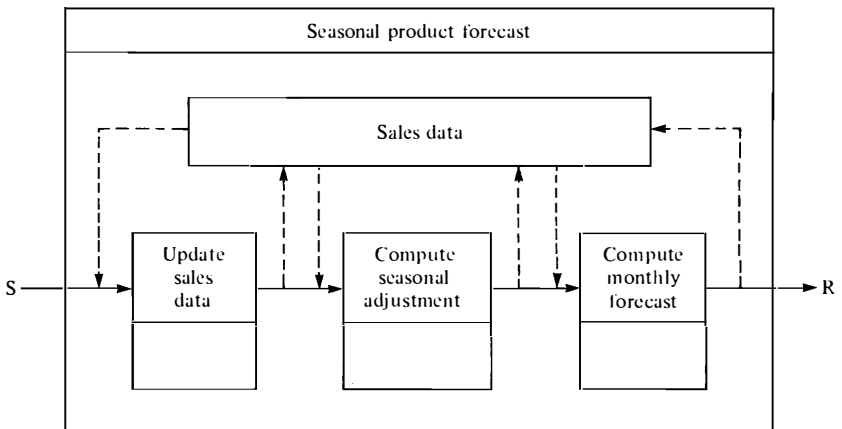 Seasonal product forecast
Sales data
Update
sales
data
Compute
seasonal
adjustment
Compute
monthly
forecast
S
R